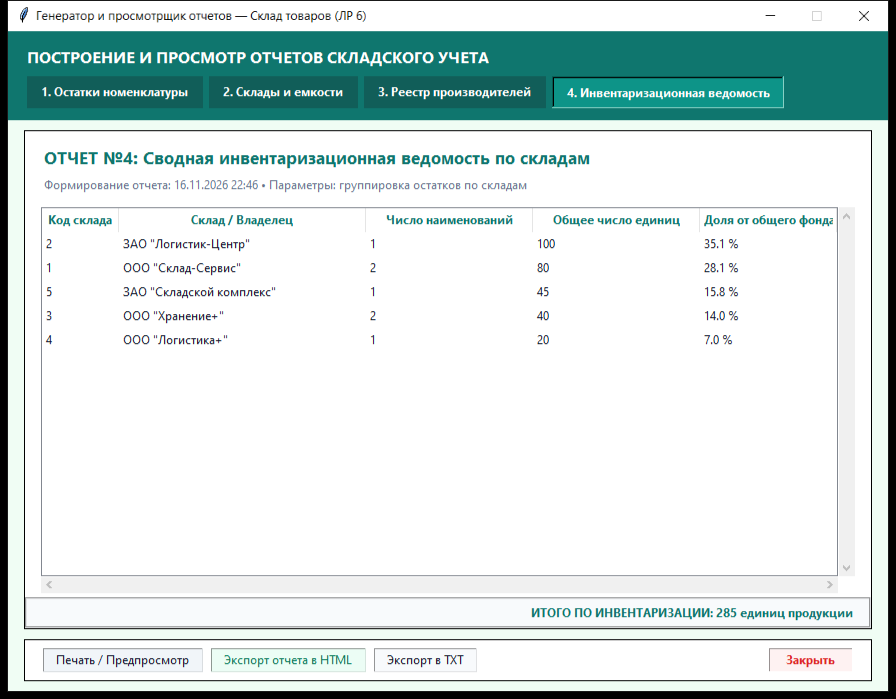 Генератор и просмотрщик отчетов — Склад товаров (ЛР 6)
ПОСТРОЕНИЕ И ПРОСМОТР ОТЧЕТОВ СКЛАДСКОГО УЧЕТА
1. Остатки номенклатуры 2. Склады и емкости 3. Реестр производителей 4. Инвентаризационная ведомость
ОТЧЕТ №4: Сводная инвентаризационная ведомость по складам
Формирование отчета: 16.11.2026 22:46 • Параметры: группировка остатков по складам
Код склада Склад / Владелец Число наименований Общее число единиц Доля от общего фонда
2 ЗАО "Логистик-Центр" 1 100 35.1 %
1 ООО "Склад-Сервис" 2 80 28.1 %
5 ЗАО "Складской комплекс" 1 45 15.8 %
3 ООО "Хранение+" 2 40 14.0 %
4 ООО "Логистика+" 1 20 7.0 %
ИТОГО ПО ИНВЕНТАРИЗАЦИИ: 285 единиц продукции
Печать / Предпросмотр Экспорт отчета в HTML Экспорт в TXT Закрыть